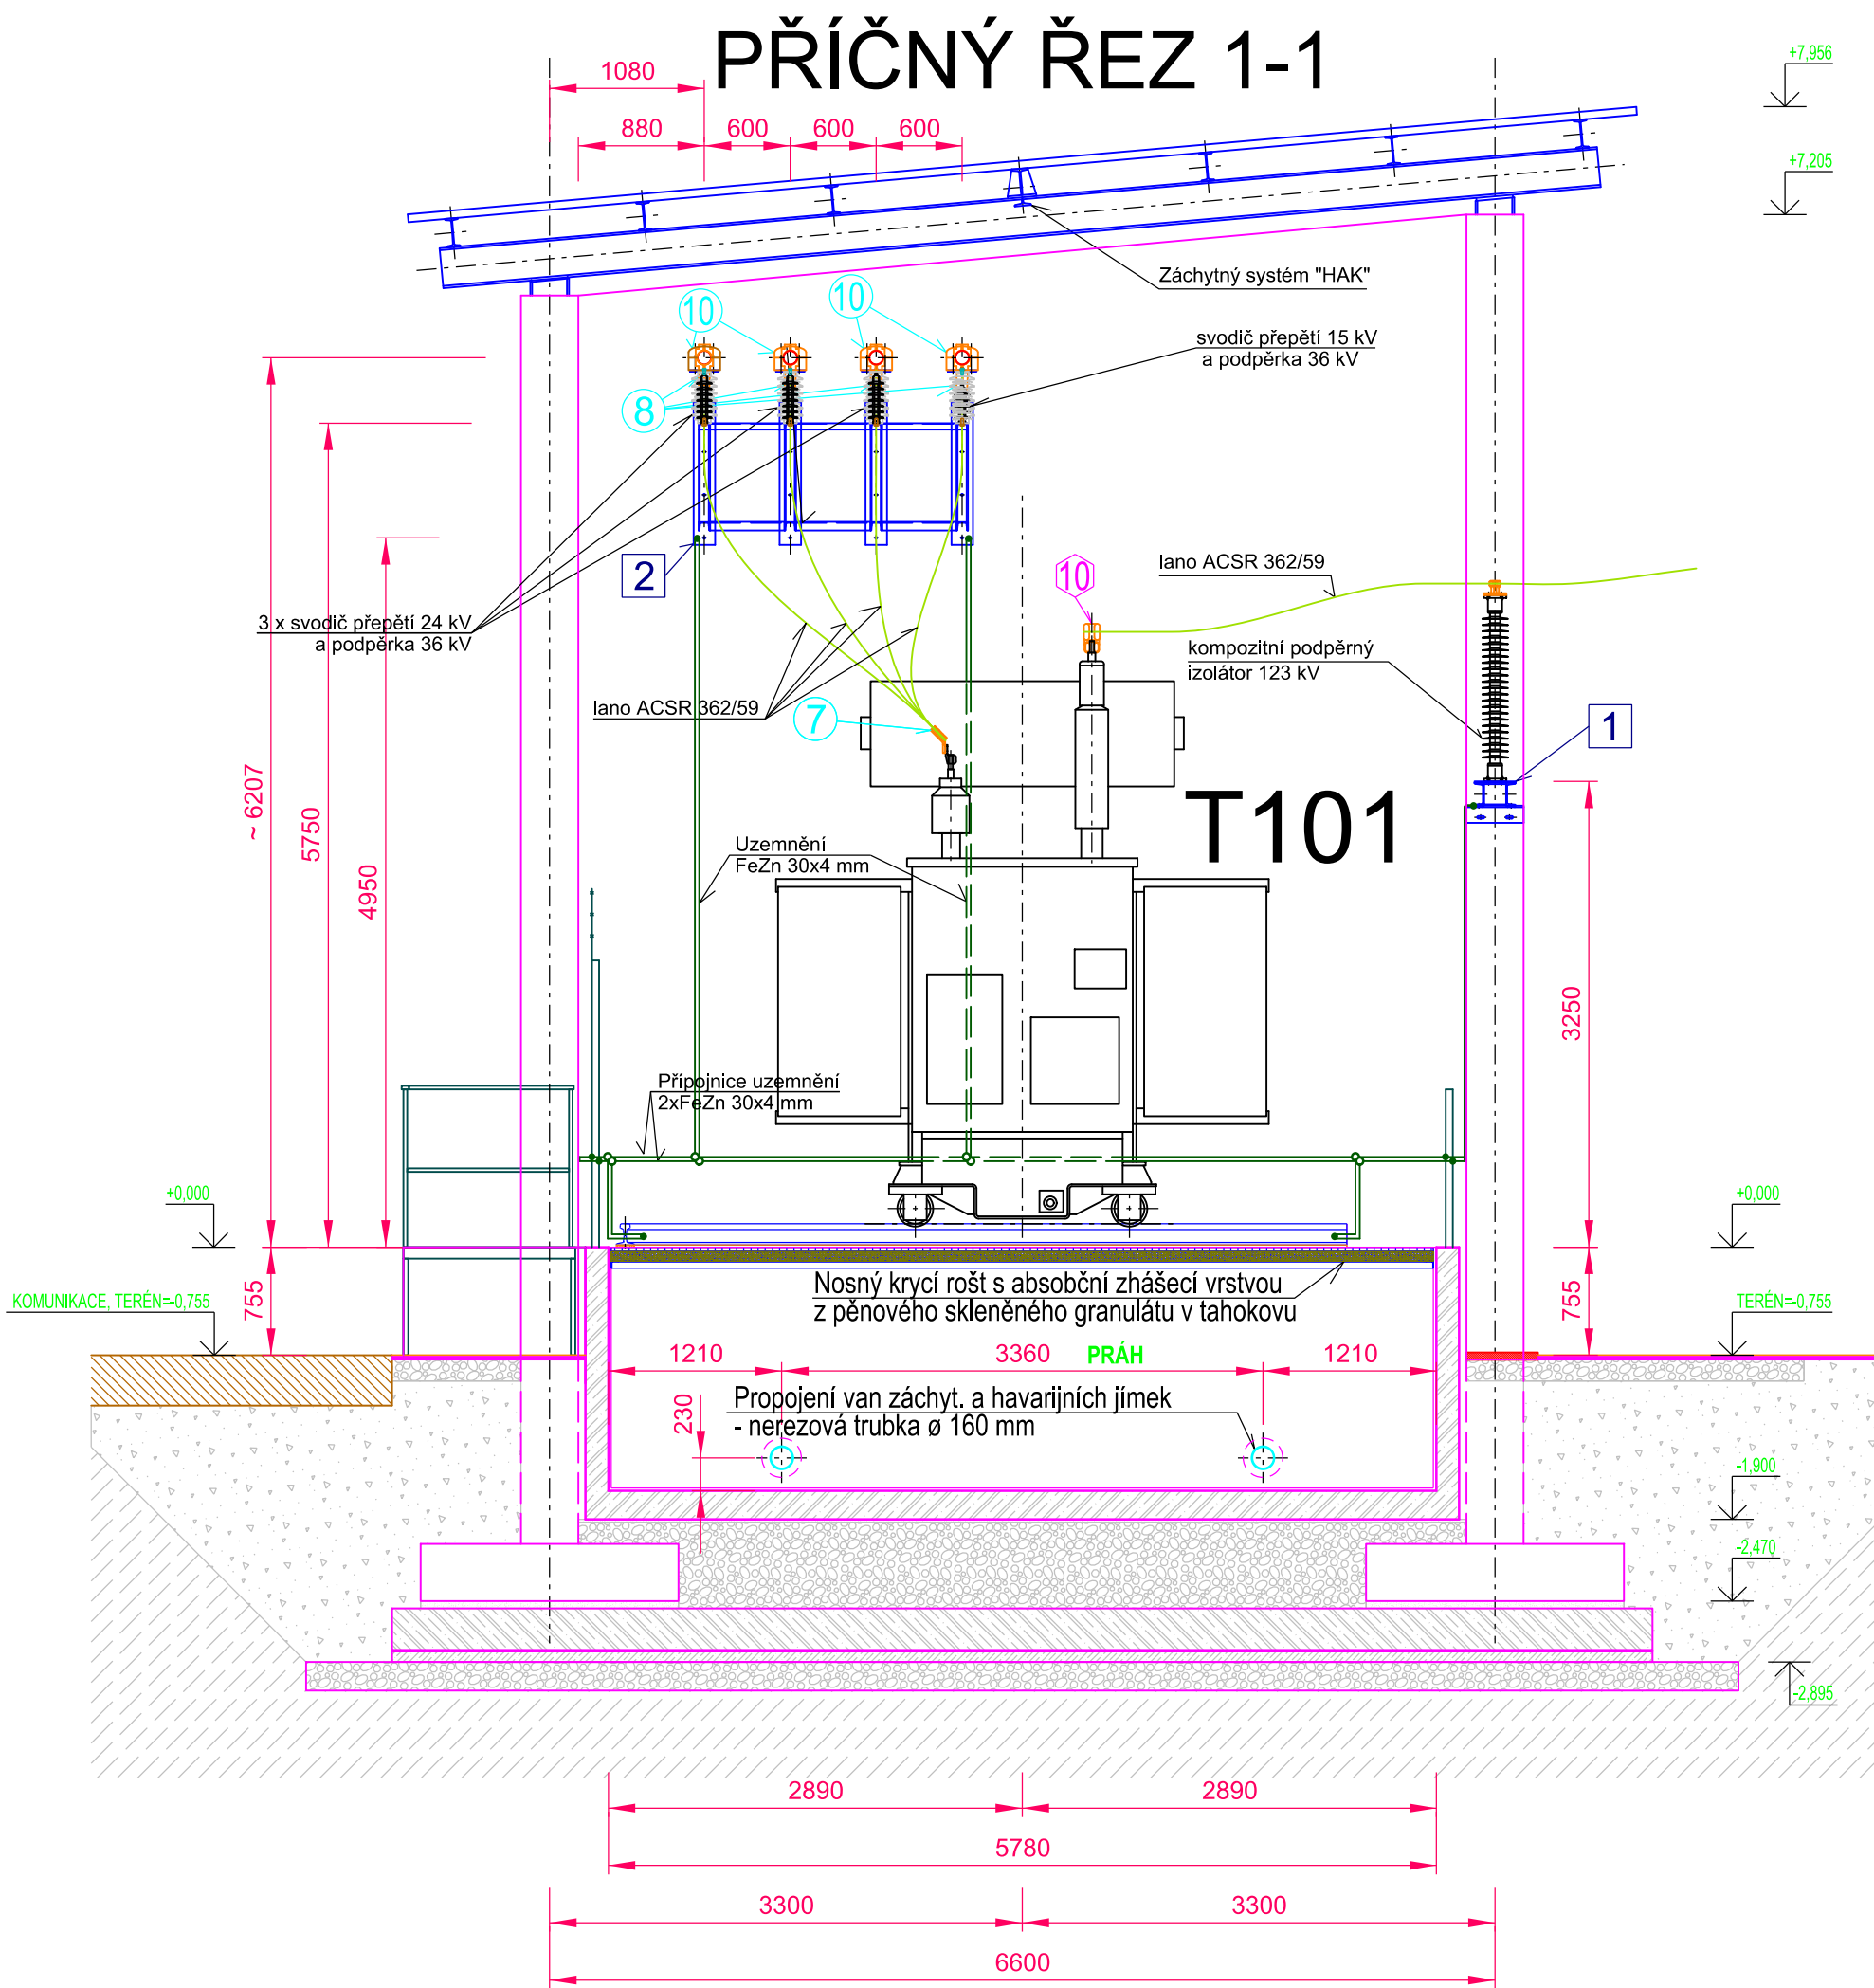 PŘÍČNÝ ŘEZ 1-1
1080
880
600
600
600
+7,956
+7,205
Záchytný systém "HAK"
10
10
svodič přepětí 15 kV
a podpěrka 36 kV
8
2
10
lano ACSR 362/59
3 x svodič přepětí 24 kV
a podpěrka 36 kV
kompozitní podpěrný
izolátor 123 kV
lano ACSR 362/59
7
1
T101
~ 6207
5750
4950
Uzemnění
FeZn 30x4 mm
3250
Přípojnice uzemnění
2xFeZn 30x4 mm
+0,000
+0,000
Nosný krycí rošt s absobční zhášecí vrstvou
z pěnového skleněného granulátu v tahokovu
KOMUNIKACE, TERÉN=-0,755
755
755
TERÉN=-0,755
1210
3360
PRÁH
1210
Propojení van záchyt. a havarijních jímek
- nerezová trubka ø 160 mm
230
-1,900
-2,470
-2,895
2890
2890
5780
3300
3300
6600